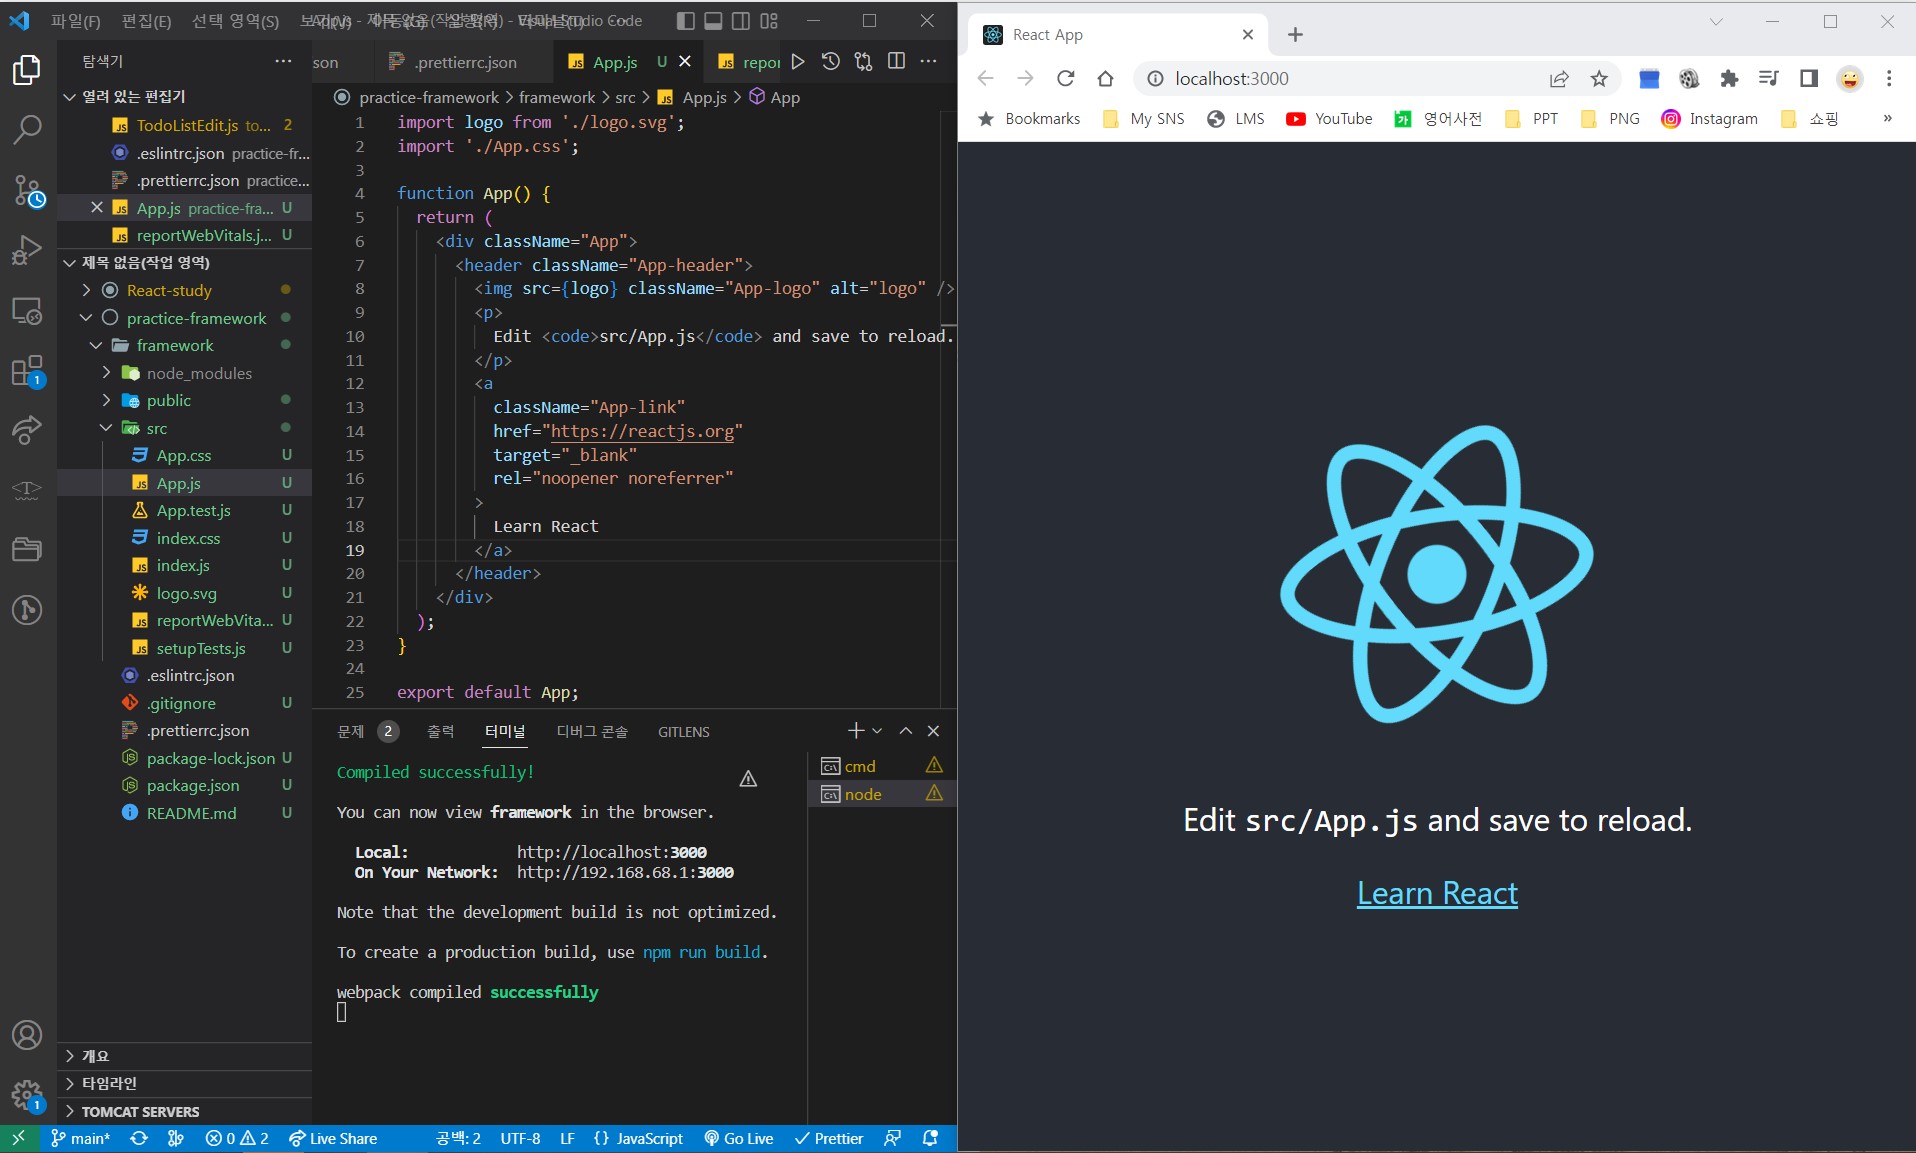 파일(F) 편집(E) 선택 영역(S)
Visual Studio Code
탐색기
열려 있는 편집기
TodoListEdit.js to... 2
.eslintrc.json practice-fr...
.prettierrc.json practice...
App.js practice-fra... U
reportWebVitals.j... U
제목 없음(작업 영역)
React-study
practice-framework
framework
node_modules
public
src
App.css U
App.js U
App.test.js U
index.css U
index.js U
logo.svg U
reportWebVita... U
setupTests.js U
.eslintrc.json
.gitignore U
.prettierrc.json
package-lock.json U
package.json U
README.md U
개요
타임라인
TOMCAT SERVERS
son .prettierrc.json App.js U repor
practice-framework > framework > src > App.js > App
1 import logo from './logo.svg';
2 import './App.css';
3
4 function App() {
5 return (
6 <div className="App">
7 <header className="App-header">
8 <img src={logo} className="App-logo" alt="logo" />
9 <p>
10 Edit <code>src/App.js</code> and save to reload.
11 </p>
12 <a
13 className="App-link"
14 href="https://reactjs.org"
15 target="_blank"
16 rel="noopener noreferrer"
17 >
18 Learn React
19 </a>
20 </header>
21 </div>
22 );
23 }
24
25 export default App;
문제 2 출력 터미널 디버그 콘솔 GITLENS
Compiled successfully!
You can now view framework in the browser.
Local: http://localhost:3000
On Your Network: http://192.168.68.1:3000
Note that the development build is not optimized.
To create a production build, use npm run build.
webpack compiled successfully
cmd
node
1
1
main* 0 2 Live Share 공백: 2 UTF-8 LF {} JavaScript Go Live Prettier
React App
localhost:3000
Bookmarks My SNS LMS YouTube 영어사전 PPT PNG Instagram 쇼핑 »
Edit src/App.js and save to reload.
Learn React